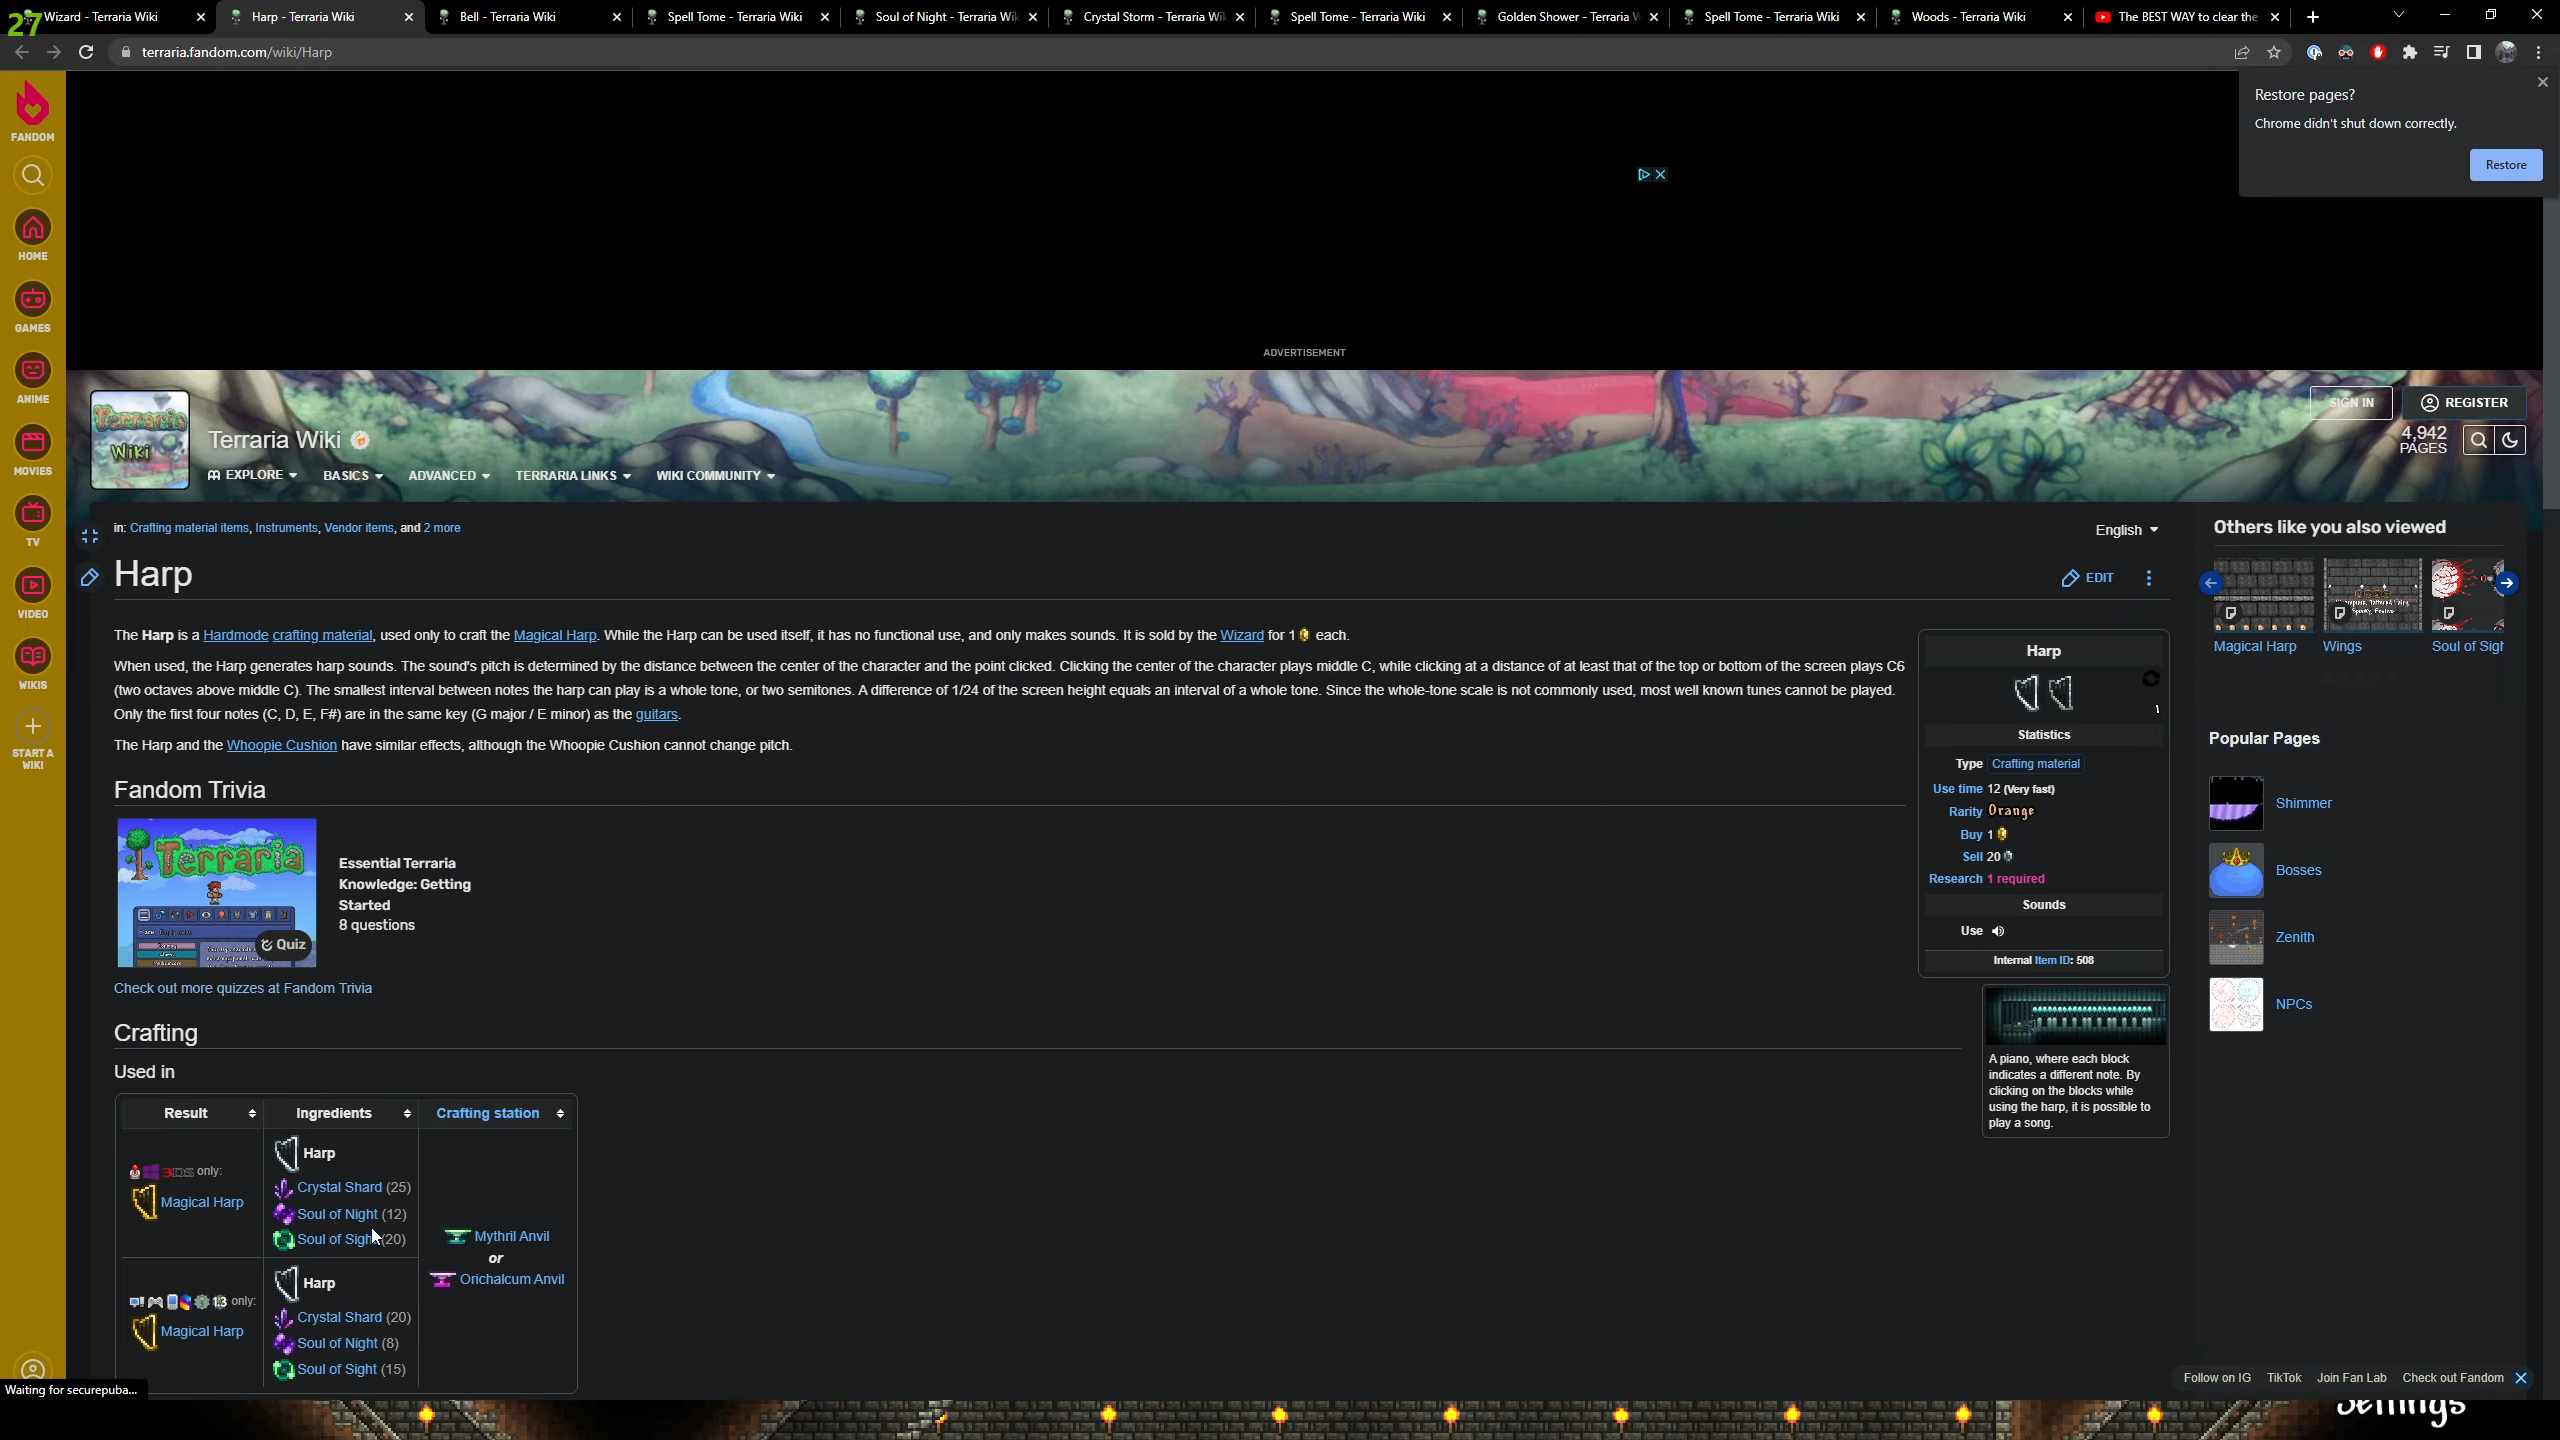 27
Wizard - Terraria Wiki
Harp - Terraria Wiki
Bell - Terraria Wiki
Spell Tome - Terraria Wiki
Soul of Night - Terraria Wi
Crystal Storm - Terraria Wi
Spell Tome - Terraria Wiki
Golden Shower - Terraria
Spell Tome - Terraria Wiki
Woods - Terraria Wiki
The BEST WAY to clear the
terraria.fandom.com/wiki/Harp
Restore pages?
Chrome didn't shut down correctly.
Restore
FANDOM
HOME
GAMES
ANIME
MOVIES
TV
VIDEO
WIKIS
START A
WIKI
ADVERTISEMENT
Terraria
Wiki
Terraria Wiki
EXPLORE BASICS ADVANCED TERRARIA LINKS WIKI COMMUNITY
SIGN IN
REGISTER
4,942
PAGES
in: Crafting material items, Instruments, Vendor items, and 2 more
English
Harp
EDIT
The Harp is a Hardmode crafting material, used only to craft the Magical Harp. While the Harp can be used itself, it has no functional use, and only makes sounds. It is sold by the Wizard for 1 each.
When used, the Harp generates harp sounds. The sound's pitch is determined by the distance between the center of the character and the point clicked. Clicking the center of the character plays middle C, while clicking at a distance of at least that of the top or bottom of the screen plays C6
(two octaves above middle C). The smallest interval between notes the harp can play is a whole tone, or two semitones. A difference of 1/24 of the screen height equals an interval of a whole tone. Since the whole-tone scale is not commonly used, most well known tunes cannot be played.
Only the first four notes (C, D, E, F#) are in the same key (G major / E minor) as the guitars.
The Harp and the Whoopie Cushion have similar effects, although the Whoopie Cushion cannot change pitch.
Fandom Trivia
Terraria
Quiz
Essential Terraria
Knowledge: Getting
Started
8 questions
Check out more quizzes at Fandom Trivia
Crafting
Used in
Result Ingredients Crafting station
3DS only:
Magical Harp
Harp
Crystal Shard (25)
Soul of Night (12)
Soul of Sight (20)
Mythril Anvil
or
Orichalcum Anvil
1.3 only:
Magical Harp
Harp
Crystal Shard (20)
Soul of Night (8)
Soul of Sight (15)
Harp
1
Statistics
Type Crafting material
Use time 12 (Very fast)
Rarity Orange
Buy 1
Sell 20
Research 1 required
Sounds
Use
Internal Item ID: 508
A piano, where each block
indicates a different note. By
clicking on the blocks while
using the harp, it is possible to
play a song.
Others like you also viewed
Magical Harp
Wings
Soul of Sigh
Popular Pages
Shimmer
Bosses
Zenith
NPCs
Waiting for securepuba...
Follow on IG TikTok Join Fan Lab Check out Fandom
Settings